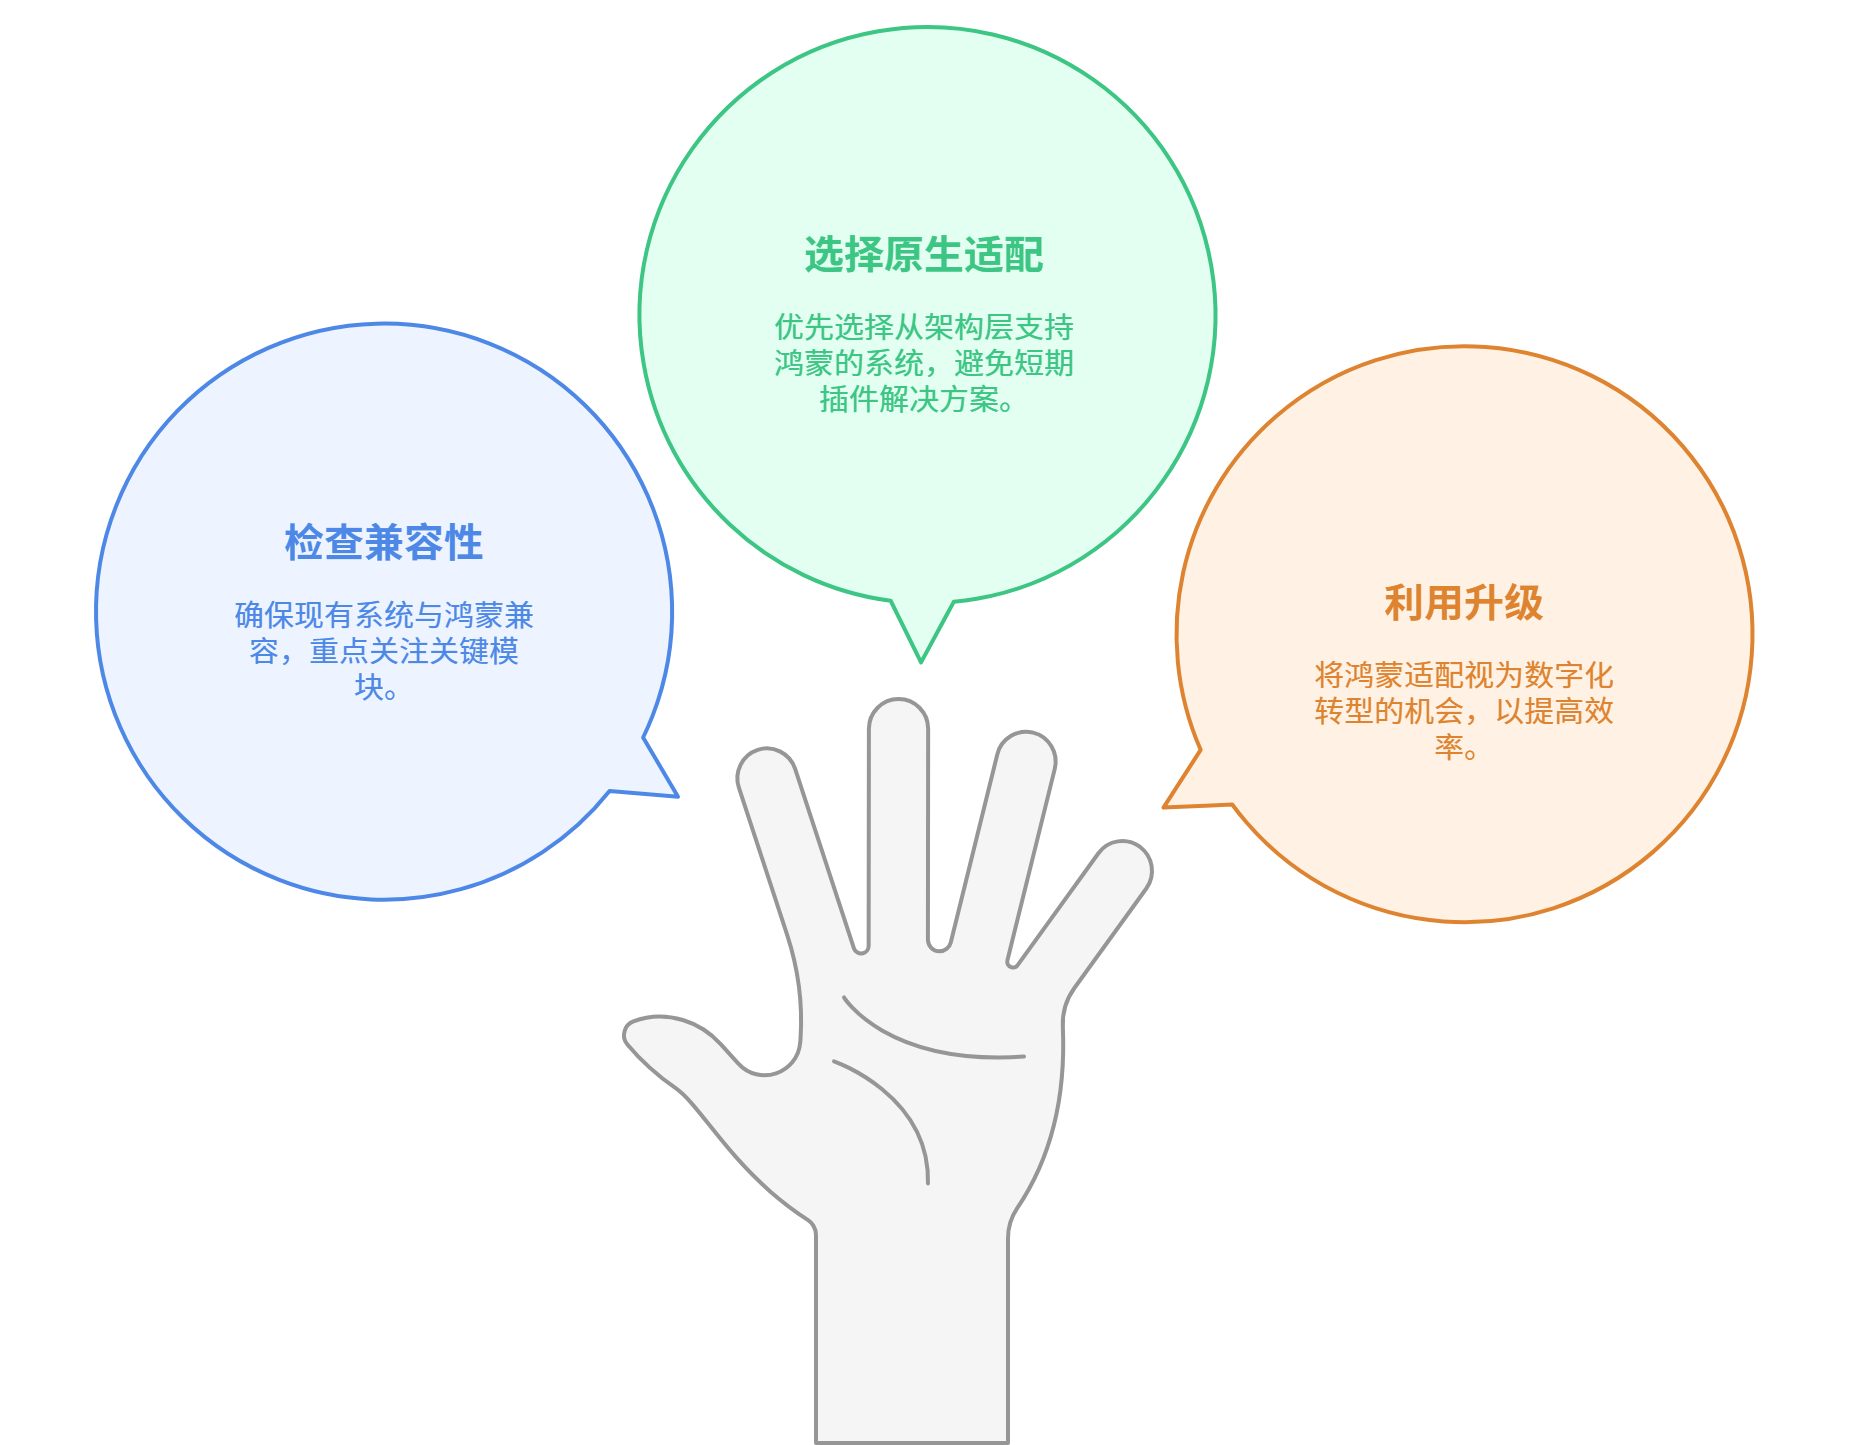 检查兼容性
确保现有系统与鸿蒙兼
容，重点关注关键模
块。
选择原生适配
优先选择从架构层支持
鸿蒙的系统，避免短期
插件解决方案。
利用升级
将鸿蒙适配视为数字化
转型的机会，以提高效
率。